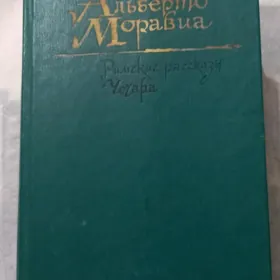 Альберто
Моравиа
Римские рассказы
Чочара